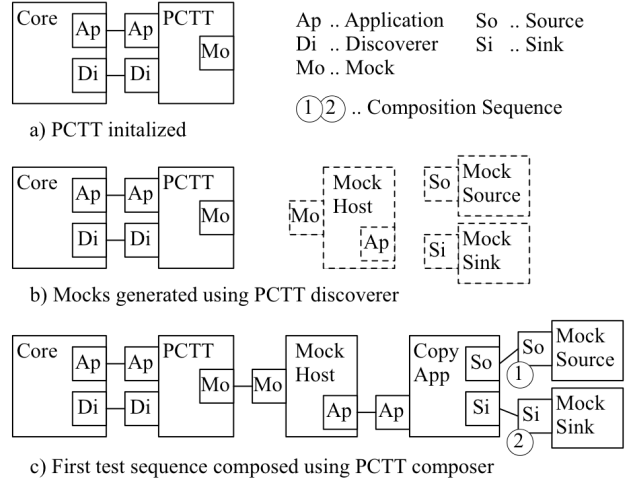 Core Ap Ap PCTT Mo
Di Di
Ap .. Application So .. Source
Di .. Discoverer Si .. Sink
Mo .. Mock
1 2 .. Composition Sequence
a) PCTT initalized
Core Ap Ap PCTT Mo
Di Di
Mo Mock Host Ap
So Mock Source
Si Mock Sink
b) Mocks generated using PCTT discoverer
Core Ap Ap PCTT Mo
Di Di
Mo Mock Host Ap
Ap Copy App So Si
So Mock Source
1
Si Mock Sink
2
c) First test sequence composed using PCTT composer